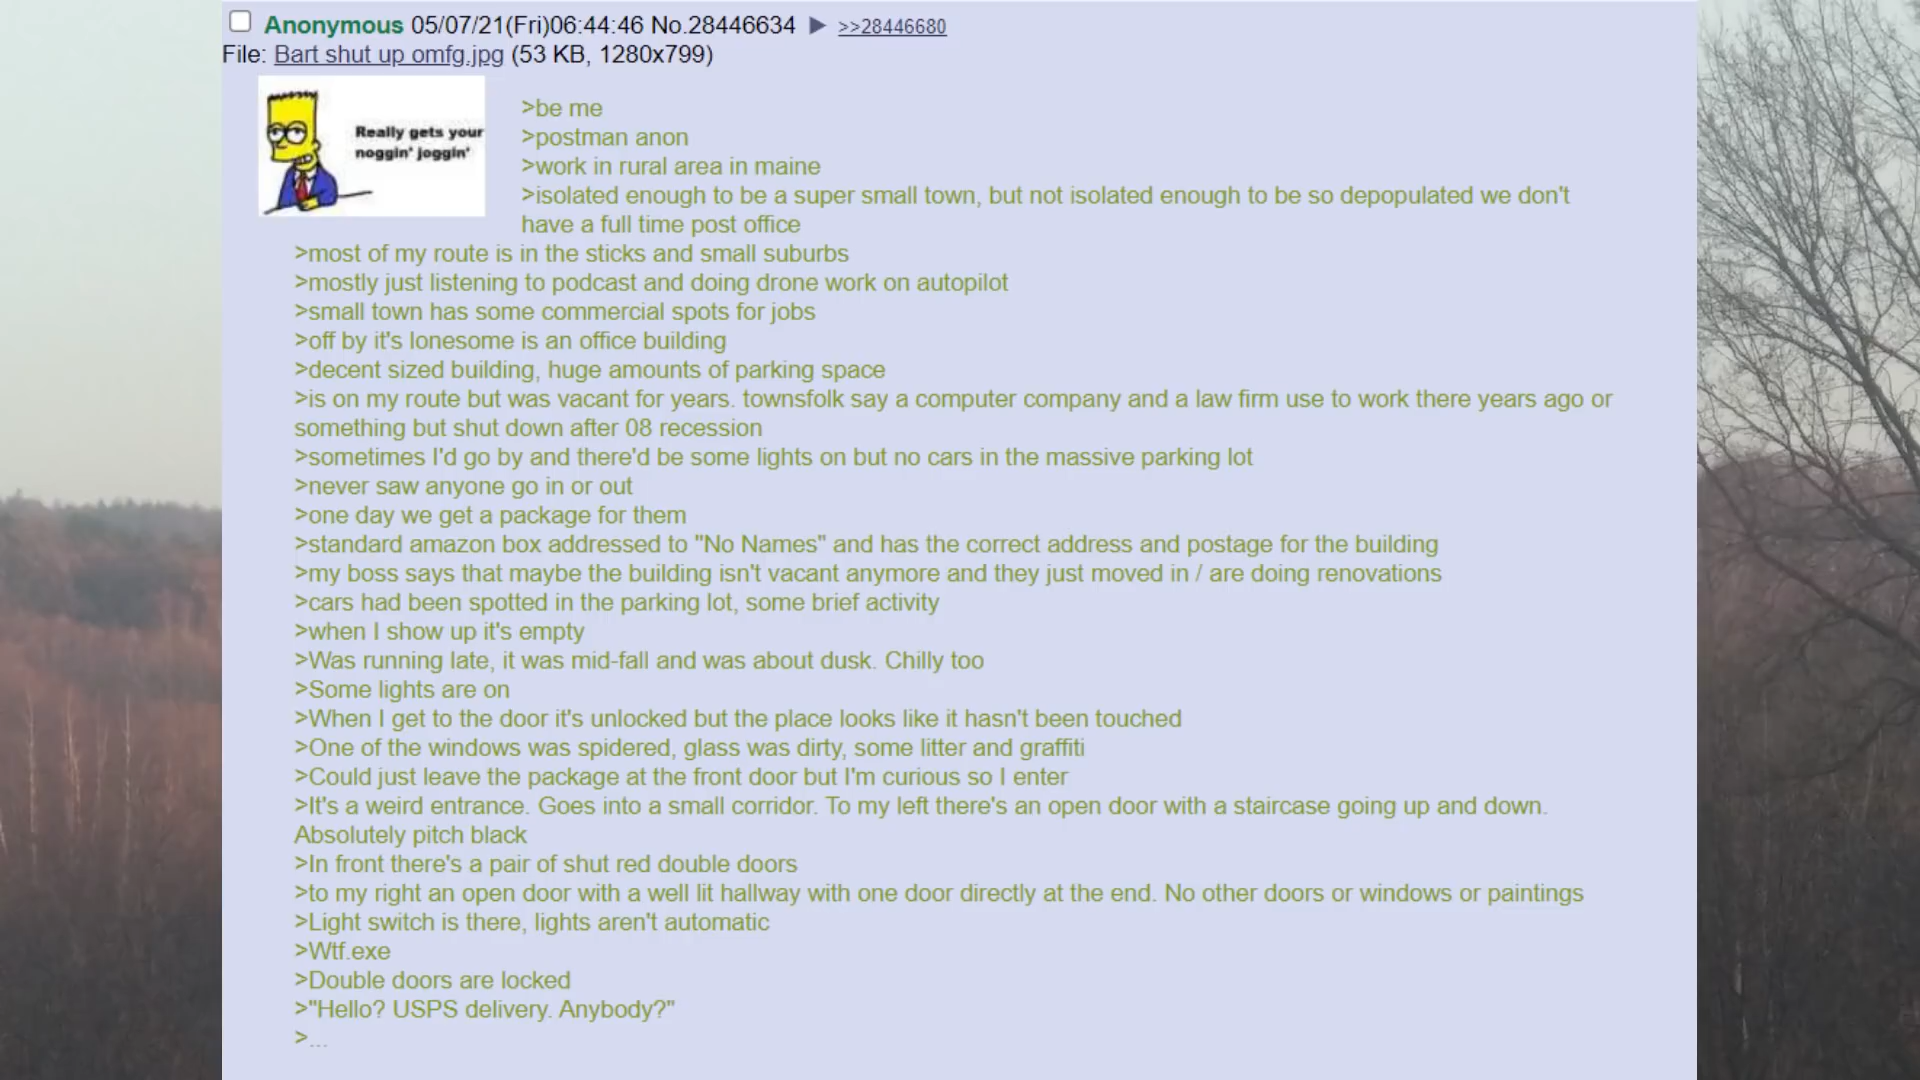 Anonymous 05/07/21(Fri)06:44:46 No.28446634 ▶ >>28446680
File: Bart shut up omfg.jpg (53 KB, 1280x799)
Really gets your
noggin' joggin'
>be me
>postman anon
>work in rural area in maine
>isolated enough to be a super small town, but not isolated enough to be so depopulated we don't
have a full time post office
>most of my route is in the sticks and small suburbs
>mostly just listening to podcast and doing drone work on autopilot
>small town has some commercial spots for jobs
>off by it's lonesome is an office building
>decent sized building, huge amounts of parking space
>is on my route but was vacant for years. townsfolk say a computer company and a law firm use to work there years ago or
something but shut down after 08 recession
>sometimes I'd go by and there'd be some lights on but no cars in the massive parking lot
>never saw anyone go in or out
>one day we get a package for them
>standard amazon box addressed to "No Names" and has the correct address and postage for the building
>my boss says that maybe the building isn't vacant anymore and they just moved in / are doing renovations
>cars had been spotted in the parking lot, some brief activity
>when I show up it's empty
>Was running late, it was mid-fall and was about dusk. Chilly too
>Some lights are on
>When I get to the door it's unlocked but the place looks like it hasn't been touched
>One of the windows was spidered, glass was dirty, some litter and graffiti
>Could just leave the package at the front door but I'm curious so I enter
>It's a weird entrance. Goes into a small corridor. To my left there's an open door with a staircase going up and down.
Absolutely pitch black
>In front there's a pair of shut red double doors
>to my right an open door with a well lit hallway with one door directly at the end. No other doors or windows or paintings
>Light switch is there, lights aren't automatic
>Wtf.exe
>Double doors are locked
>"Hello? USPS delivery. Anybody?"
>...